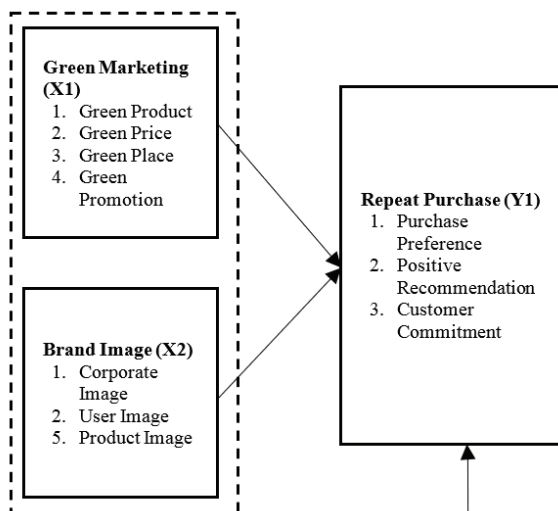 Green Marketing
(X1)
1. Green Product
2. Green Price
3. Green Place
4. Green
Promotion
Repeat Purchase (Y1)
1. Purchase
Preference
2. Positive
Recommendation
3. Customer
Commitment
Brand Image (X2)
1. Corporate
Image
2. User Image
5. Product Image